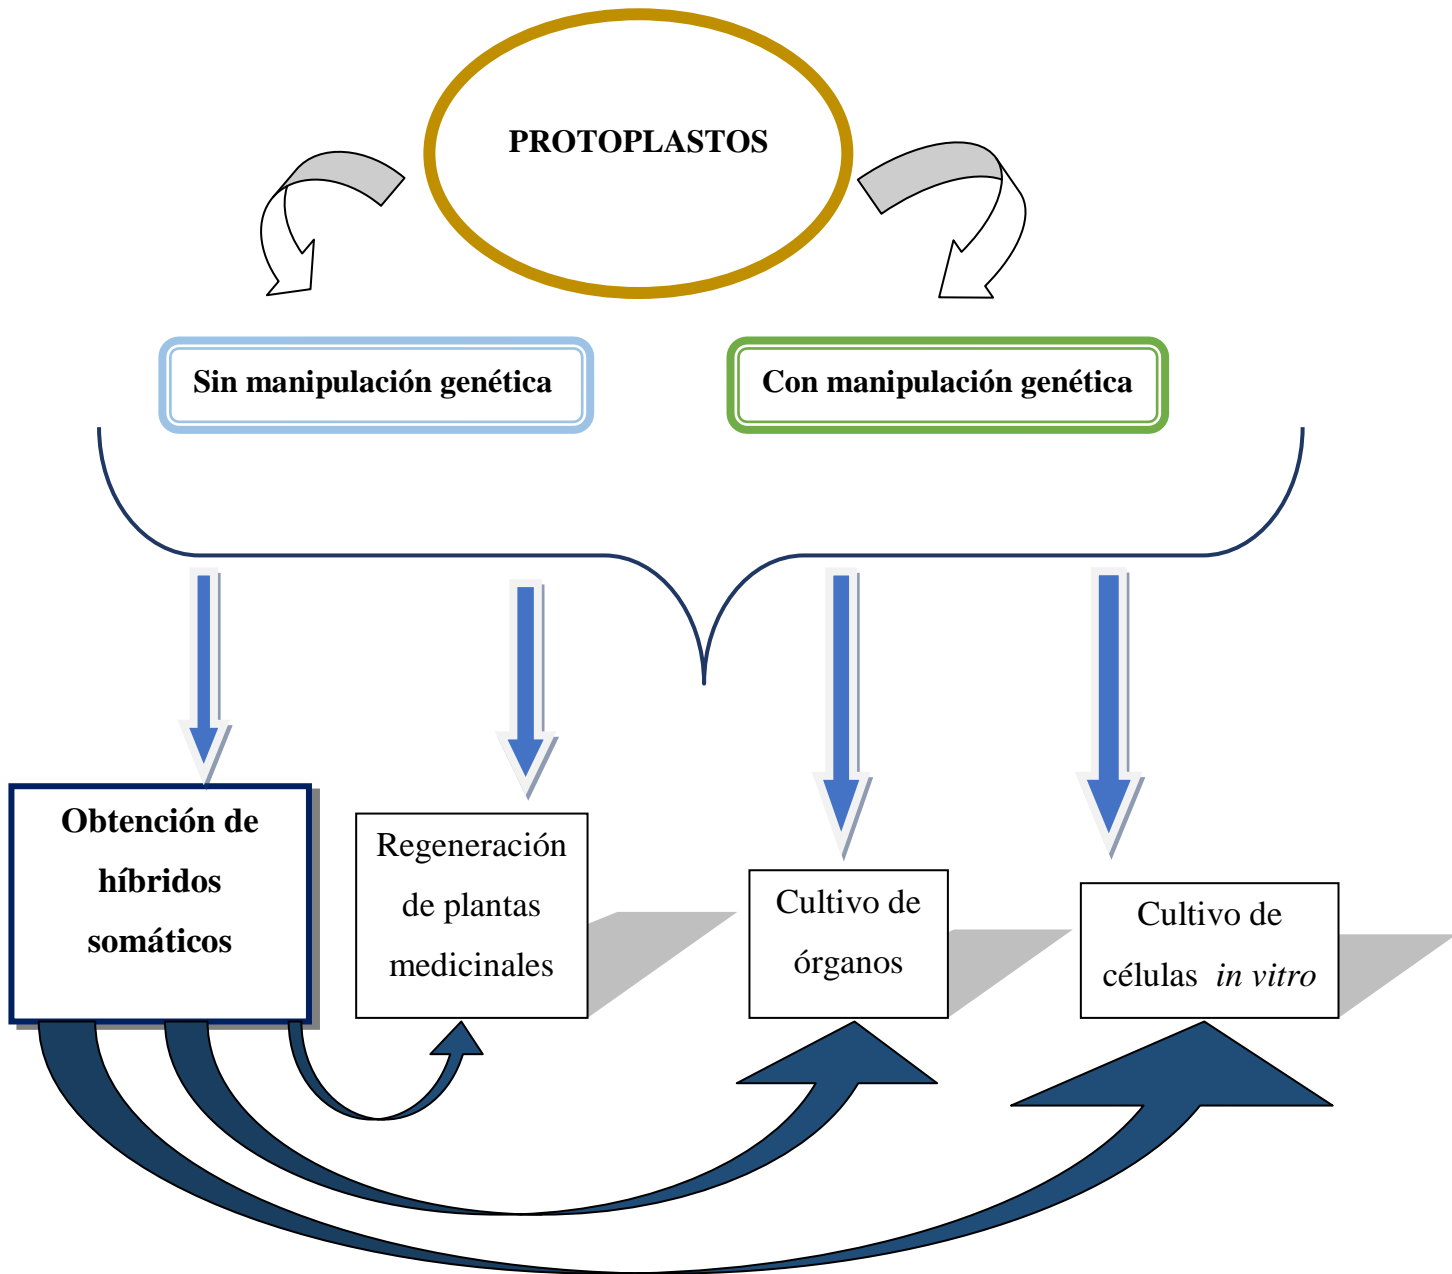 PROTOPLASTOS
Sin manipulación genética
Con manipulación genética
Obtención de
híbridos
somáticos
Regeneración
de plantas
medicinales
Cultivo de
órganos
Cultivo de
células in vitro